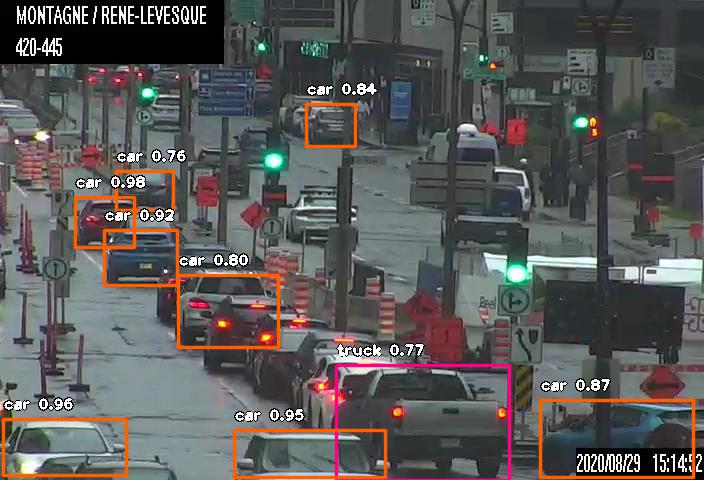 MONTAGNE / RENE-LEVESQUE
420-445
car 0.84
car 0.76
car 0.98
car 0.92
car 0.80
truck 0.77
car 0.87
car 0.96
car 0.95
2020/08/29 15:14:52